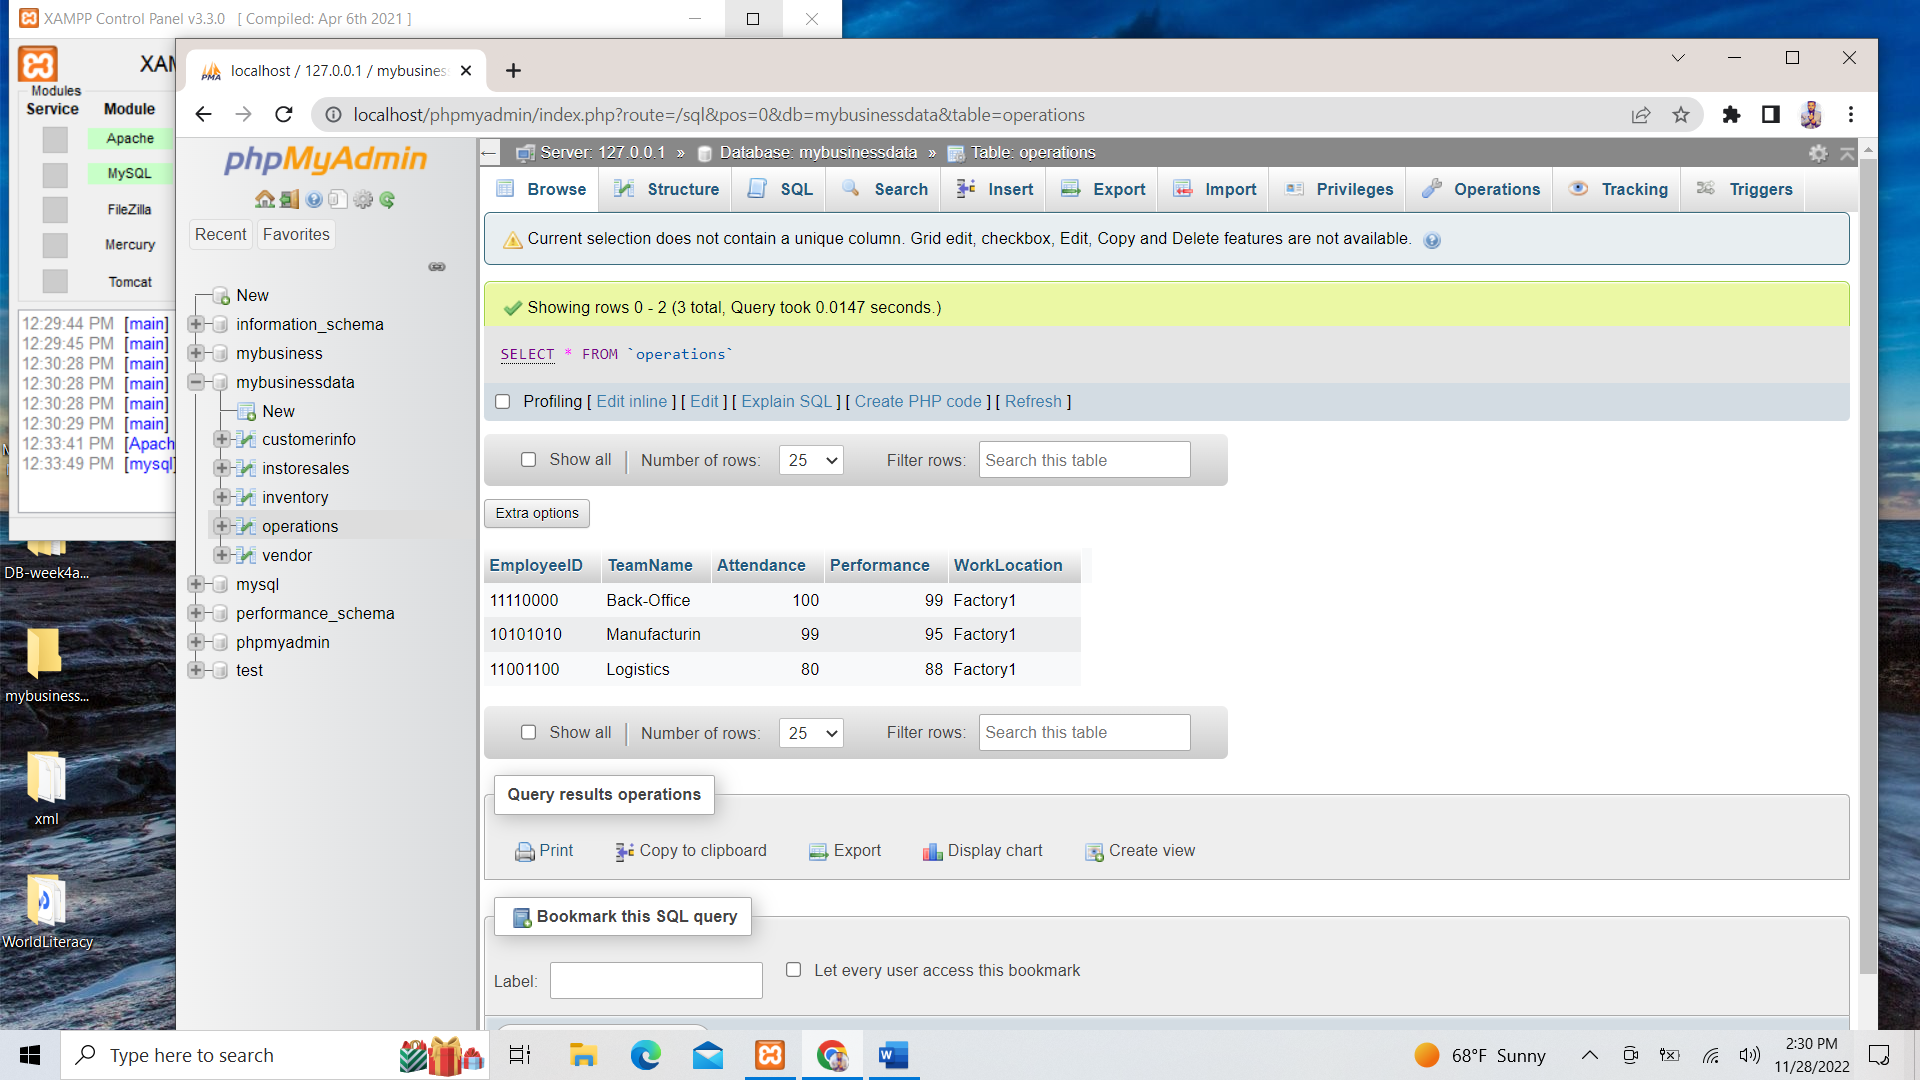 XAMPP Control Panel v3.3.0 [ Compiled: Apr 6th 2021 ]
XAM
Modules
Service Module
Apache
MySQL
FileZilla
Mercury
Tomcat
12:29:44 PM [main]
12:29:45 PM [main]
12:30:28 PM [main]
12:30:28 PM [main]
12:30:28 PM [main]
12:30:29 PM [main]
12:33:41 PM [Apach
12:33:49 PM [mysql]
DB-week4a...
mybusiness...
xml
WorldLiteracy
PMA localhost / 127.0.0.1 / mybusines
localhost/phpmyadmin/index.php?route=/sql&pos=0&db=mybusinessdata&table=operations
phpMyAdmin
Recent Favorites
New
information_schema
mybusiness
mybusinessdata
New
customerinfo
instoresales
inventory
operations
vendor
mysql
performance_schema
phpmyadmin
test
Server: 127.0.0.1 » Database: mybusinessdata » Table: operations
Browse Structure SQL Search Insert Export Import Privileges Operations Tracking Triggers
Current selection does not contain a unique column. Grid edit, checkbox, Edit, Copy and Delete features are not available.
Showing rows 0 - 2 (3 total, Query took 0.0147 seconds.)
SELECT * FROM `operations`
Profiling [ Edit inline ] [ Edit ] [ Explain SQL ] [ Create PHP code ] [ Refresh ]
Show all | Number of rows: 25 Filter rows: Search this table
Extra options
EmployeeID TeamName Attendance Performance WorkLocation
11110000 Back-Office 100 99 Factory1
10101010 Manufacturin 99 95 Factory1
11001100 Logistics 80 88 Factory1
Show all | Number of rows: 25 Filter rows: Search this table
Query results operations
Print Copy to clipboard Export Display chart Create view
Bookmark this SQL query
Label: Let every user access this bookmark
Type here to search
68°F Sunny
2:30 PM
11/28/2022